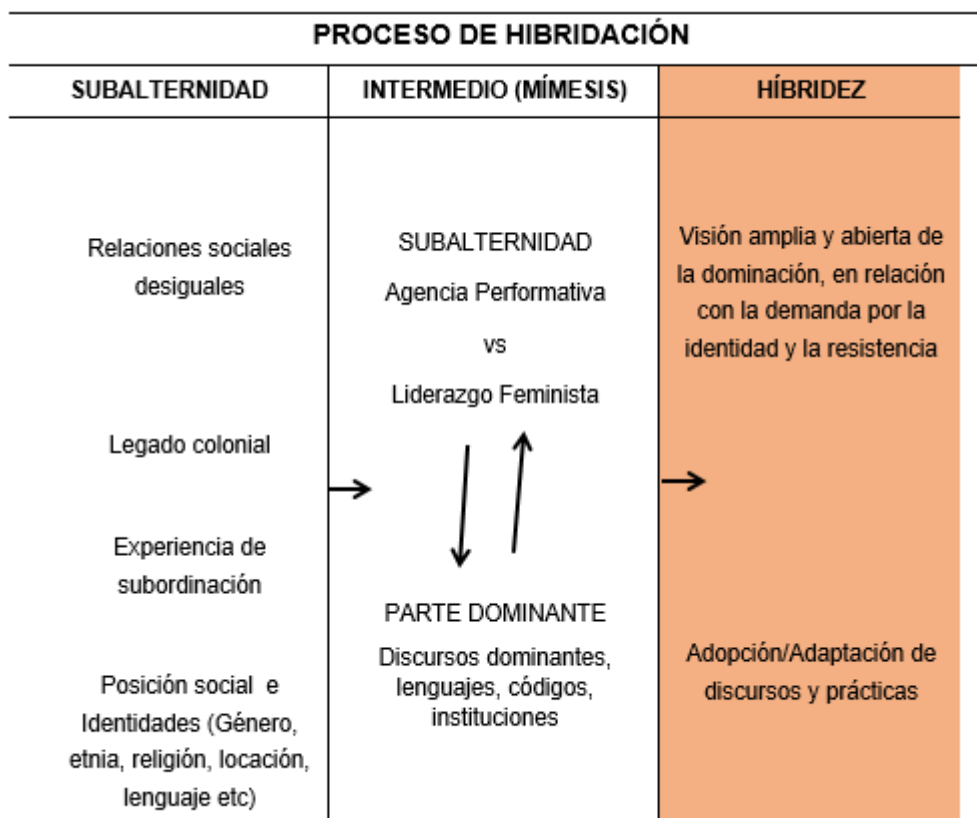 PROCESO DE HIBRIDACIÓN
SUBALTERNIDAD
INTERMEDIO (MÍMESIS)
HÍBRIDEZ
Relaciones sociales
desiguales
Legado colonial
Experiencia de
subordinación
Posición social e
Identidades (Género,
etnia, religión, locación,
lenguaje etc)
SUBALTERNIDAD
Agencia Performativa
vs
Liderazgo Feminista
PARTE DOMINANTE
Discursos dominantes,
lenguajes, códigos,
instituciones
Visión amplia y abierta de
la dominación, en relación
con la demanda por la
identidad y la resistencia
Adopción/Adaptación de
discursos y prácticas